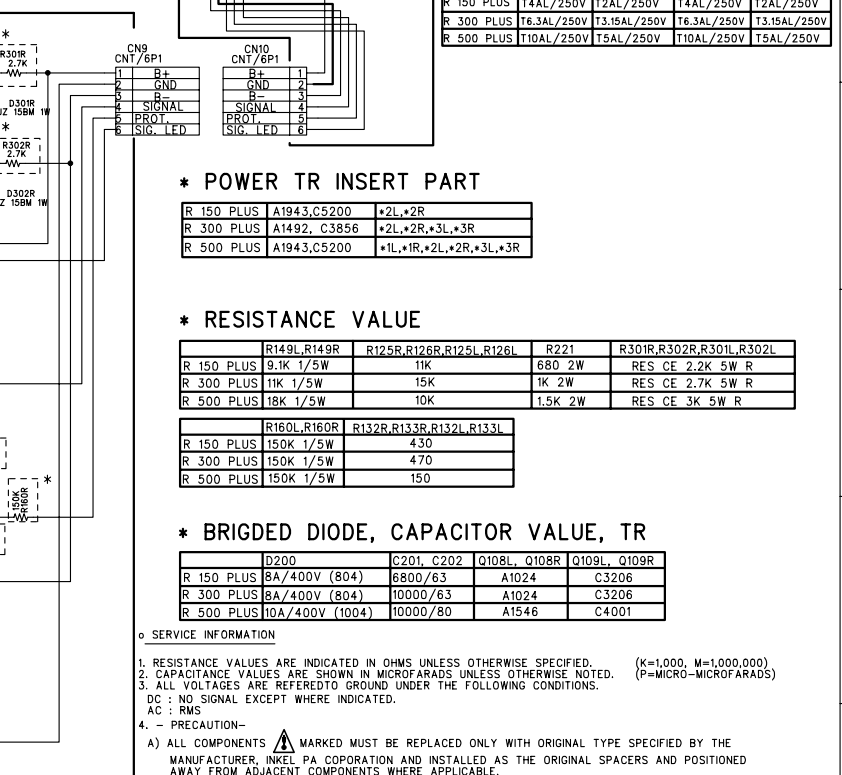 R 150 PLUS T4AL/250V T2AL/250V T4AL/250V T2AL/250V
R 300 PLUS T6.3AL/250V T3.15AL/250V T6.3AL/250V T3.15AL/250V
R 500 PLUS T10AL/250V T5AL/250V T10AL/250V T5AL/250V
*
R301R
2.7K
D301R
UZ 15BM 1W
*
R302R
2.7K
D302R
Z 15BM 1W
CN9
CNT/6P1
1 B+
2 GND
3 B-
4 SIGNAL
5 PROT.
6 SIG. LED
CN10
CNT/6P1
B+ 1
GND 2
B- 3
SIGNAL 4
PROT. 5
SIG. LED 6
* POWER TR INSERT PART
R 150 PLUS A1943,C5200 *2L,*2R
R 300 PLUS A1492, C3856 *2L,*2R,*3L,*3R
R 500 PLUS A1943,C5200 *1L,*1R,*2L,*2R,*3L,*3R
* RESISTANCE VALUE
R149L,R149R R125R,R126R,R125L,R126L R221 R301R,R302R,R301L,R302L
R 150 PLUS 9.1K 1/5W 11K 680 2W RES CE 2.2K 5W R
R 300 PLUS 11K 1/5W 15K 1K 2W RES CE 2.7K 5W R
R 500 PLUS 18K 1/5W 10K 1.5K 2W RES CE 3K 5W R
R160L,R160R R132R,R133R,R132L,R133L
R 150 PLUS 150K 1/5W 430
R 300 PLUS 150K 1/5W 470
R 500 PLUS 150K 1/5W 150
*
150K
R160R
* BRIGDED DIODE, CAPACITOR VALUE, TR
D200 C201, C202 Q108L, Q108R Q109L, Q109R
R 150 PLUS 8A/400V (804) 6800/63 A1024 C3206
R 300 PLUS 8A/400V (804) 10000/63 A1024 C3206
R 500 PLUS 10A/400V (1004) 10000/80 A1546 C4001
o SERVICE INFORMATION
1. RESISTANCE VALUES ARE INDICATED IN OHMS UNLESS OTHERWISE SPECIFIED. (K=1,000, M=1,000,000)
2. CAPACITANCE VALUES ARE SHOWN IN MICROFARADS UNLESS OTHERWISE NOTED. (P=MICRO-MICROFARADS)
3. ALL VOLTAGES ARE REFEREDTO GROUND UNDER THE FOLLOWING CONDITIONS.
DC : NO SIGNAL EXCEPT WHERE INDICATED.
AC : RMS
4. - PRECAUTION-
A) ALL COMPONENTS MARKED MUST BE REPLACED ONLY WITH ORIGINAL TYPE SPECIFIED BY THE
MANUFACTURER, INKEL PA COPORATION AND INSTALLED AS THE ORIGINAL SPACERS AND POSITIONED
AWAY FROM ADJACENT COMPONENTS WHERE APPLICABLE.